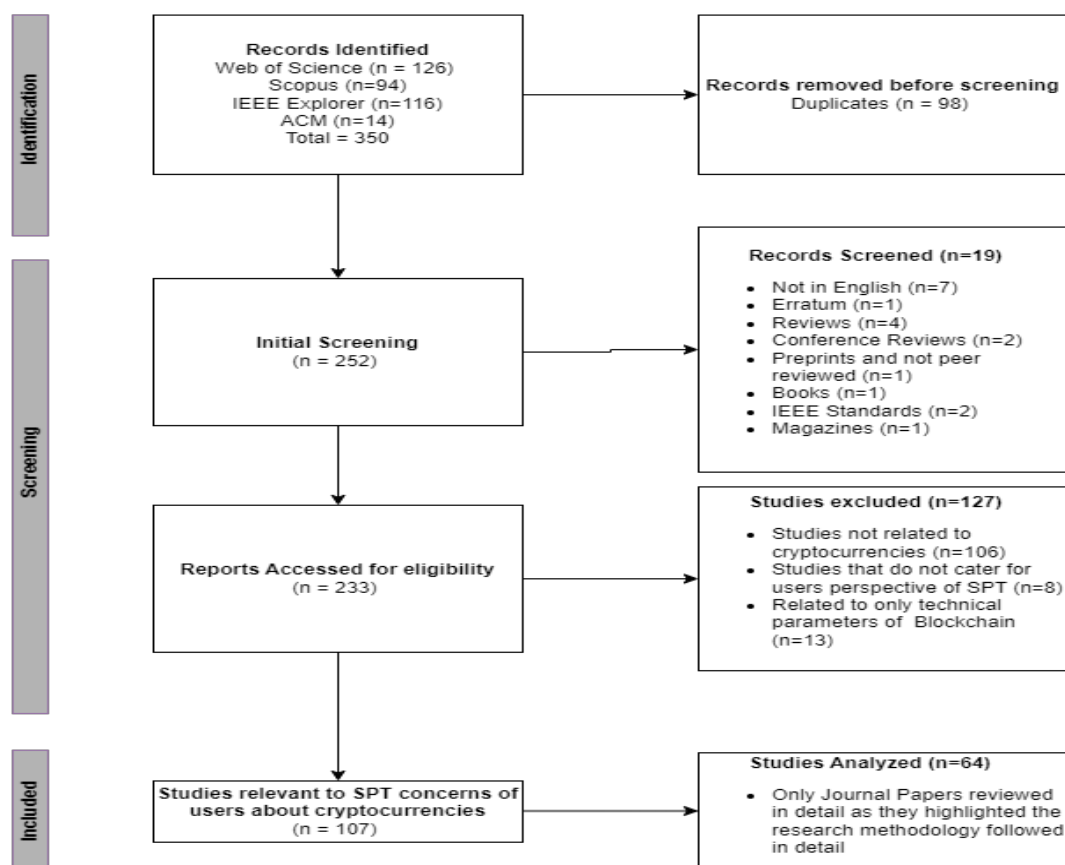 Identification
Records Identified
Web of Science (n = 126)
Scopus (n=94)
IEEE Explorer (n=116)
ACM (n=14)
Total = 350
Records removed before screening
Duplicates (n = 98)
Screening
Initial Screening
(n = 252)
Records Screened (n=19)
• Not in English (n=7)
• Erratum (n=1)
• Reviews (n=4)
• Conference Reviews (n=2)
• Preprints and not peer
reviewed (n=1)
• Books (n=1)
• IEEE Standards (n=2)
• Magazines (n=1)
Reports Accessed for eligibility
(n = 233)
Studies excluded (n=127)
• Studies not related to
cryptocurrencies (n=106)
• Studies that do not cater for
users perspective of SPT (n=8)
• Related to only technical
parameters of Blockchain
(n=13)
Included
Studies relevant to SPT concerns of
users about cryptocurrencies
(n = 107)
Studies Analyzed (n=64)
• Only Journal Papers reviewed
in detail as they highlighted the
research methodology followed
in detail